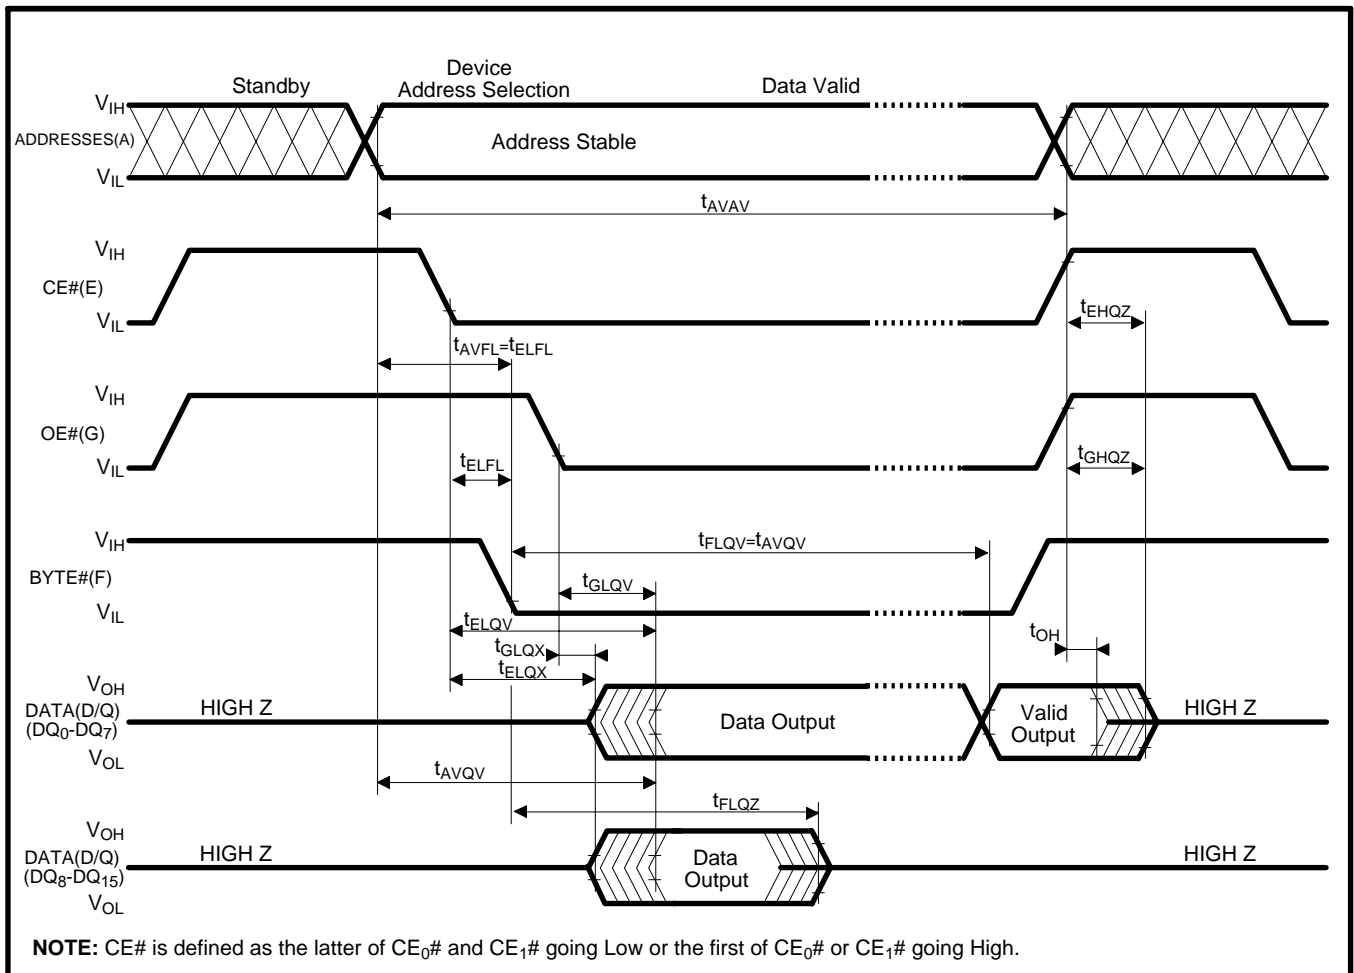 Standby
Device
Address Selection
Data Valid
VIH
ADDRESSES(A)
VIL
Address Stable
tAVAV
VIH
CE#(E)
VIL
tEHQZ
tAVFL=tELFL
VIH
OE#(G)
VIL
tELFL
tGHQZ
VIH
BYTE#(F)
VIL
tFLQV=tAVQV
tGLQV
tELQV
tGLQX
tELQX
tOH
VOH
DATA(D/Q)
(DQ0-DQ7)
VOL
HIGH Z
Data Output
Valid
Output
HIGH Z
tAVQV
tFLQZ
VOH
DATA(D/Q)
(DQ8-DQ15)
VOL
HIGH Z
Data
Output
HIGH Z
NOTE: CE# is defined as the latter of CE0# and CE1# going Low or the first of CE0# or CE1# going High.